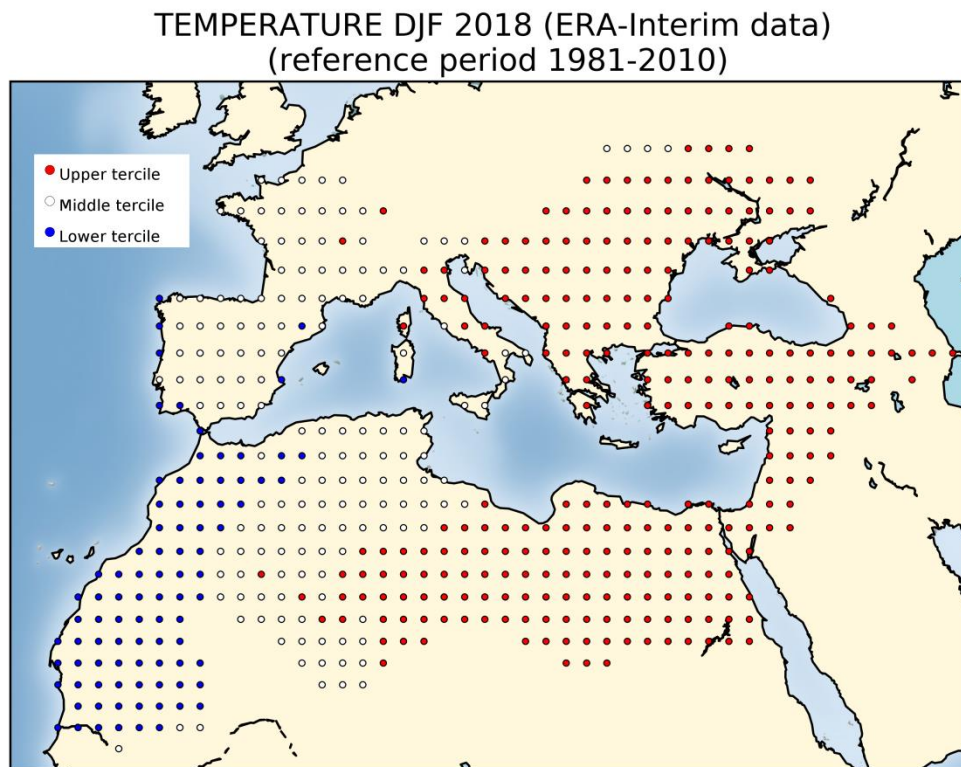 TEMPERATURE DJF 2018 (ERA-Interim data)
(reference period 1981-2010)
Upper tercile
Middle tercile
Lower tercile